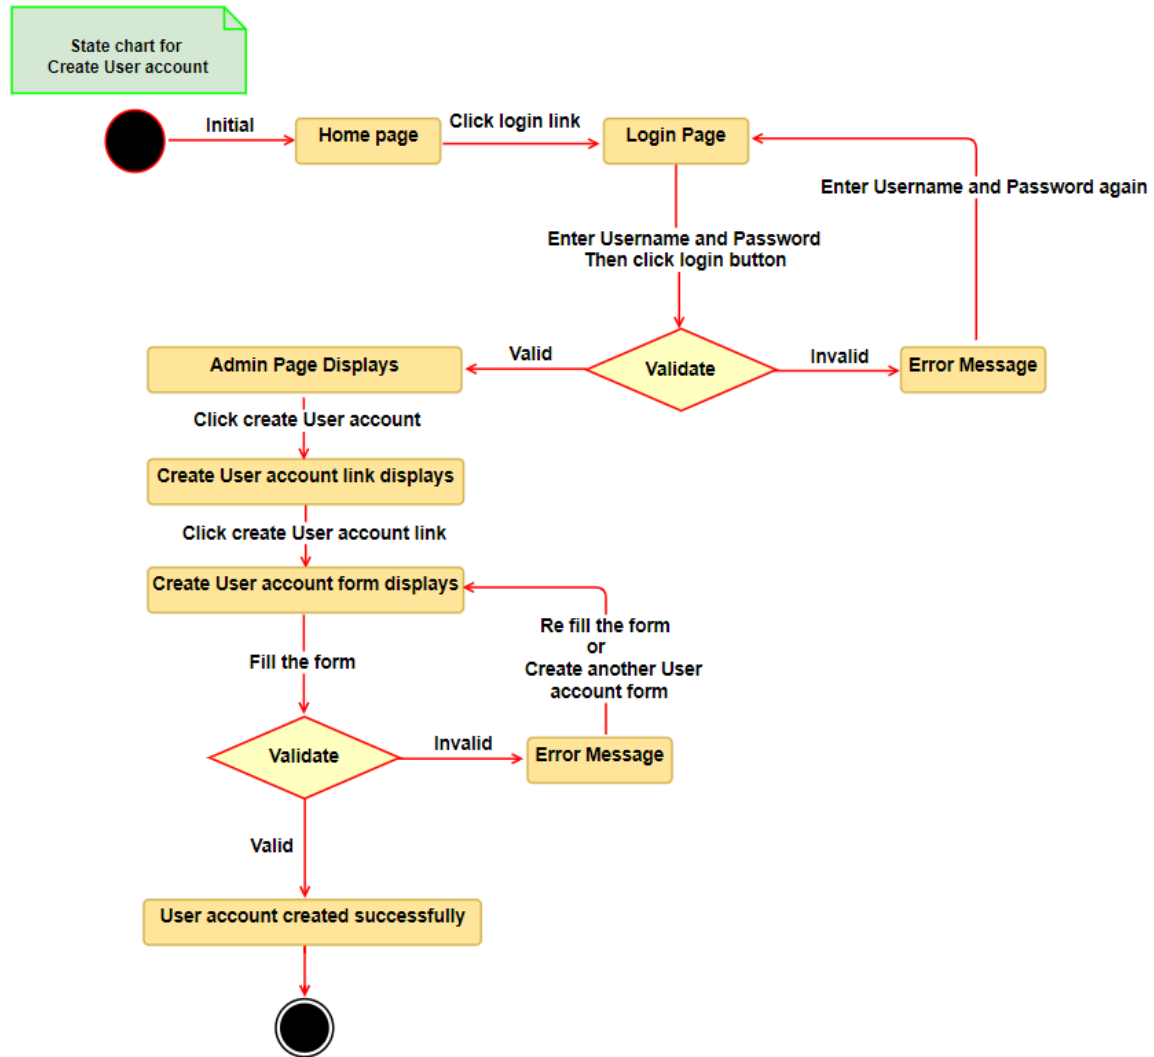 State chart for
Create User account
Initial
Home page
Click login link
Login Page
Enter Username and Password again
Enter Username and Password
Then click login button
Admin Page Displays
Valid
Validate
Invalid
Error Message
Click create User account
Create User account link displays
Click create User account link
Create User account form displays
Re fill the form
or
Create another User
account form
Fill the form
Validate
Invalid
Error Message
Valid
User account created successfully